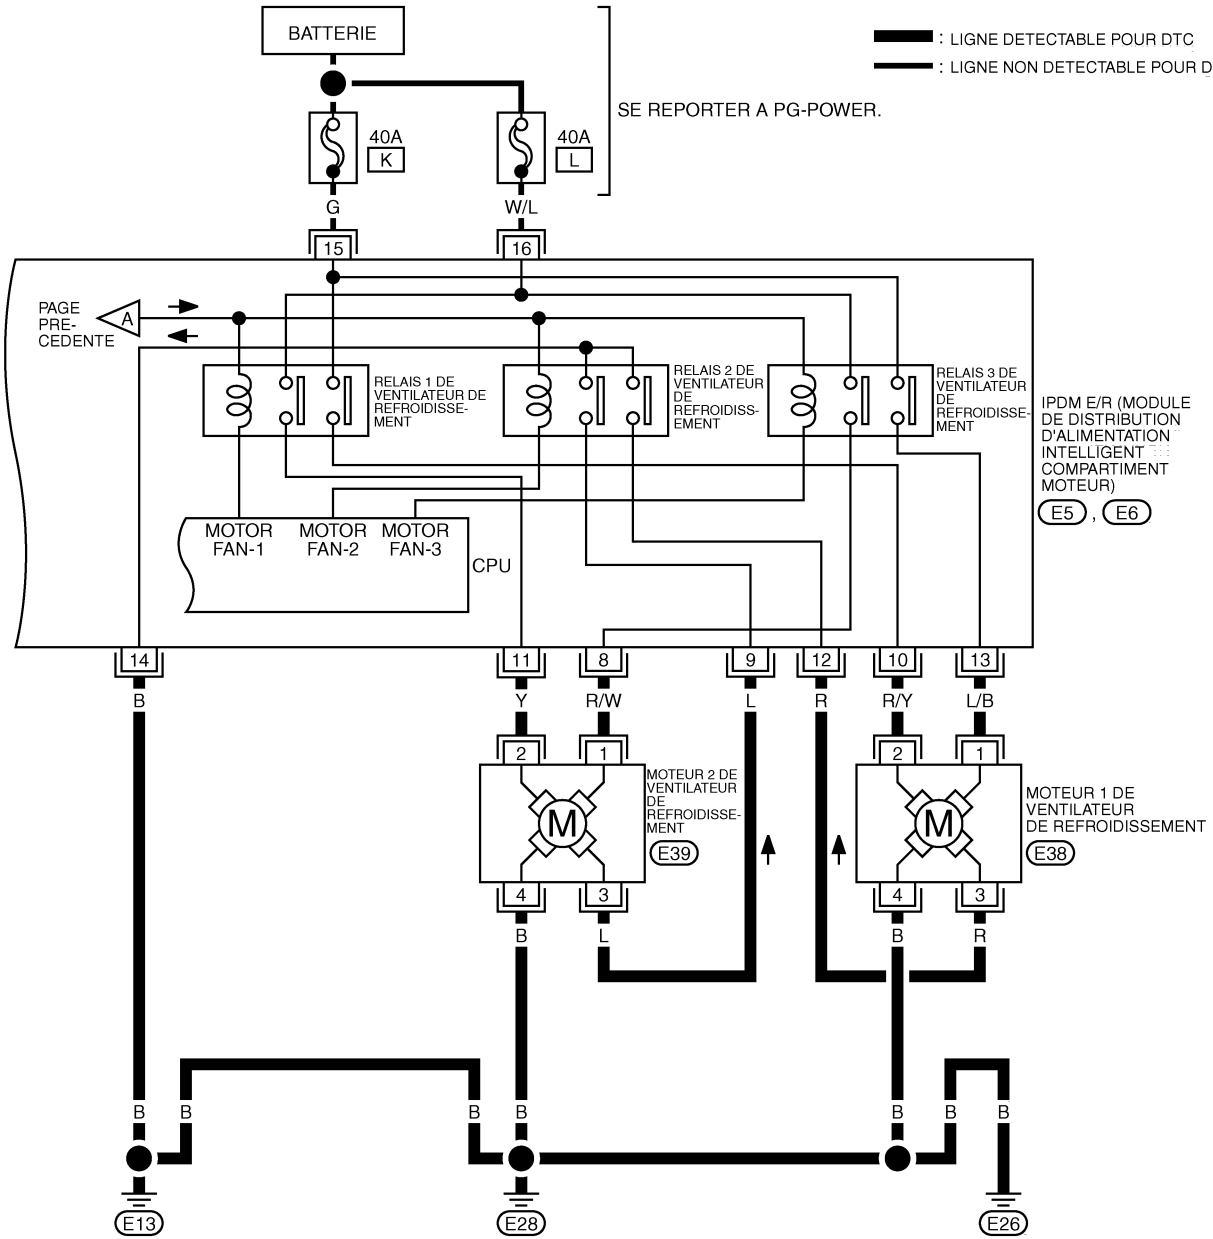 BATTERIE
: LIGNE DETECTABLE POUR DTC
: LIGNE NON DETECTABLE POUR D
SE REPORTER A PG-POWER.
40A
K
40A
L
G
W/L
15
16
PAGE
PRE-
CEDENTE
A
RELAIS 1 DE
VENTILATEUR DE
REFROIDISSE-
MENT
RELAIS 2 DE
VENTILATEUR
DE
REFROIDISS-
EMENT
RELAIS 3 DE
VENTILATEUR
DE
REFROIDISSE-
MENT
IPDM E/R (MODULE
DE DISTRIBUTION
D'ALIMENTATION
INTELLIGENT
COMPARTIMENT
MOTEUR)
E5 , E6
MOTOR
FAN-1
MOTOR
FAN-2
MOTOR
FAN-3
CPU
14
11
8
9
12
10
13
B
Y
R/W
L
R
R/Y
L/B
2
1
2
1
MOTEUR 2 DE
VENTILATEUR
DE
REFROIDISSE-
MENT
E39
M
M
MOTEUR 1 DE
VENTILATEUR
DE REFROIDISSEMENT
E38
4
3
4
3
B
L
B
R
B
B
B
B
B
B
B
E13
E28
E26